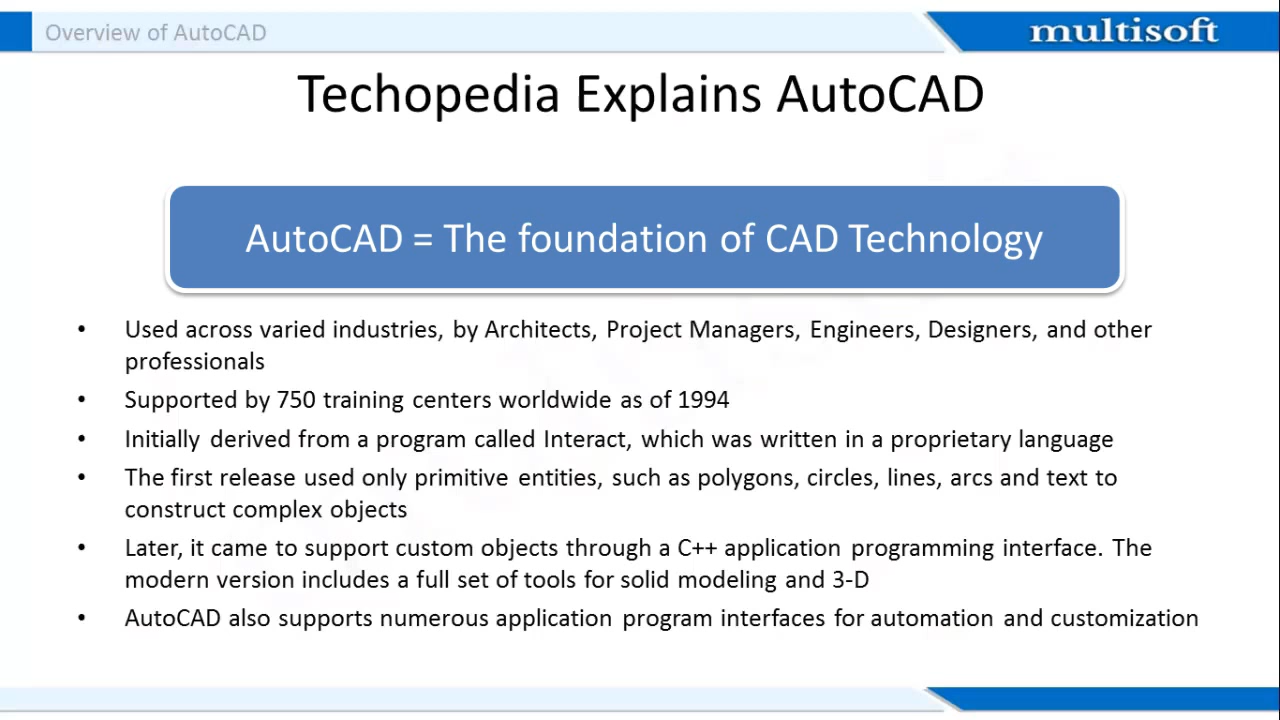 Overview of AutoCAD
multisoft
Techopedia Explains AutoCAD
AutoCAD = The foundation of CAD Technology
• Used across varied industries, by Architects, Project Managers, Engineers, Designers, and other
professionals
• Supported by 750 training centers worldwide as of 1994
• Initially derived from a program called Interact, which was written in a proprietary language
• The first release used only primitive entities, such as polygons, circles, lines, arcs and text to
construct complex objects
• Later, it came to support custom objects through a C++ application programming interface. The
modern version includes a full set of tools for solid modeling and 3-D
• AutoCAD also supports numerous application program interfaces for automation and customization